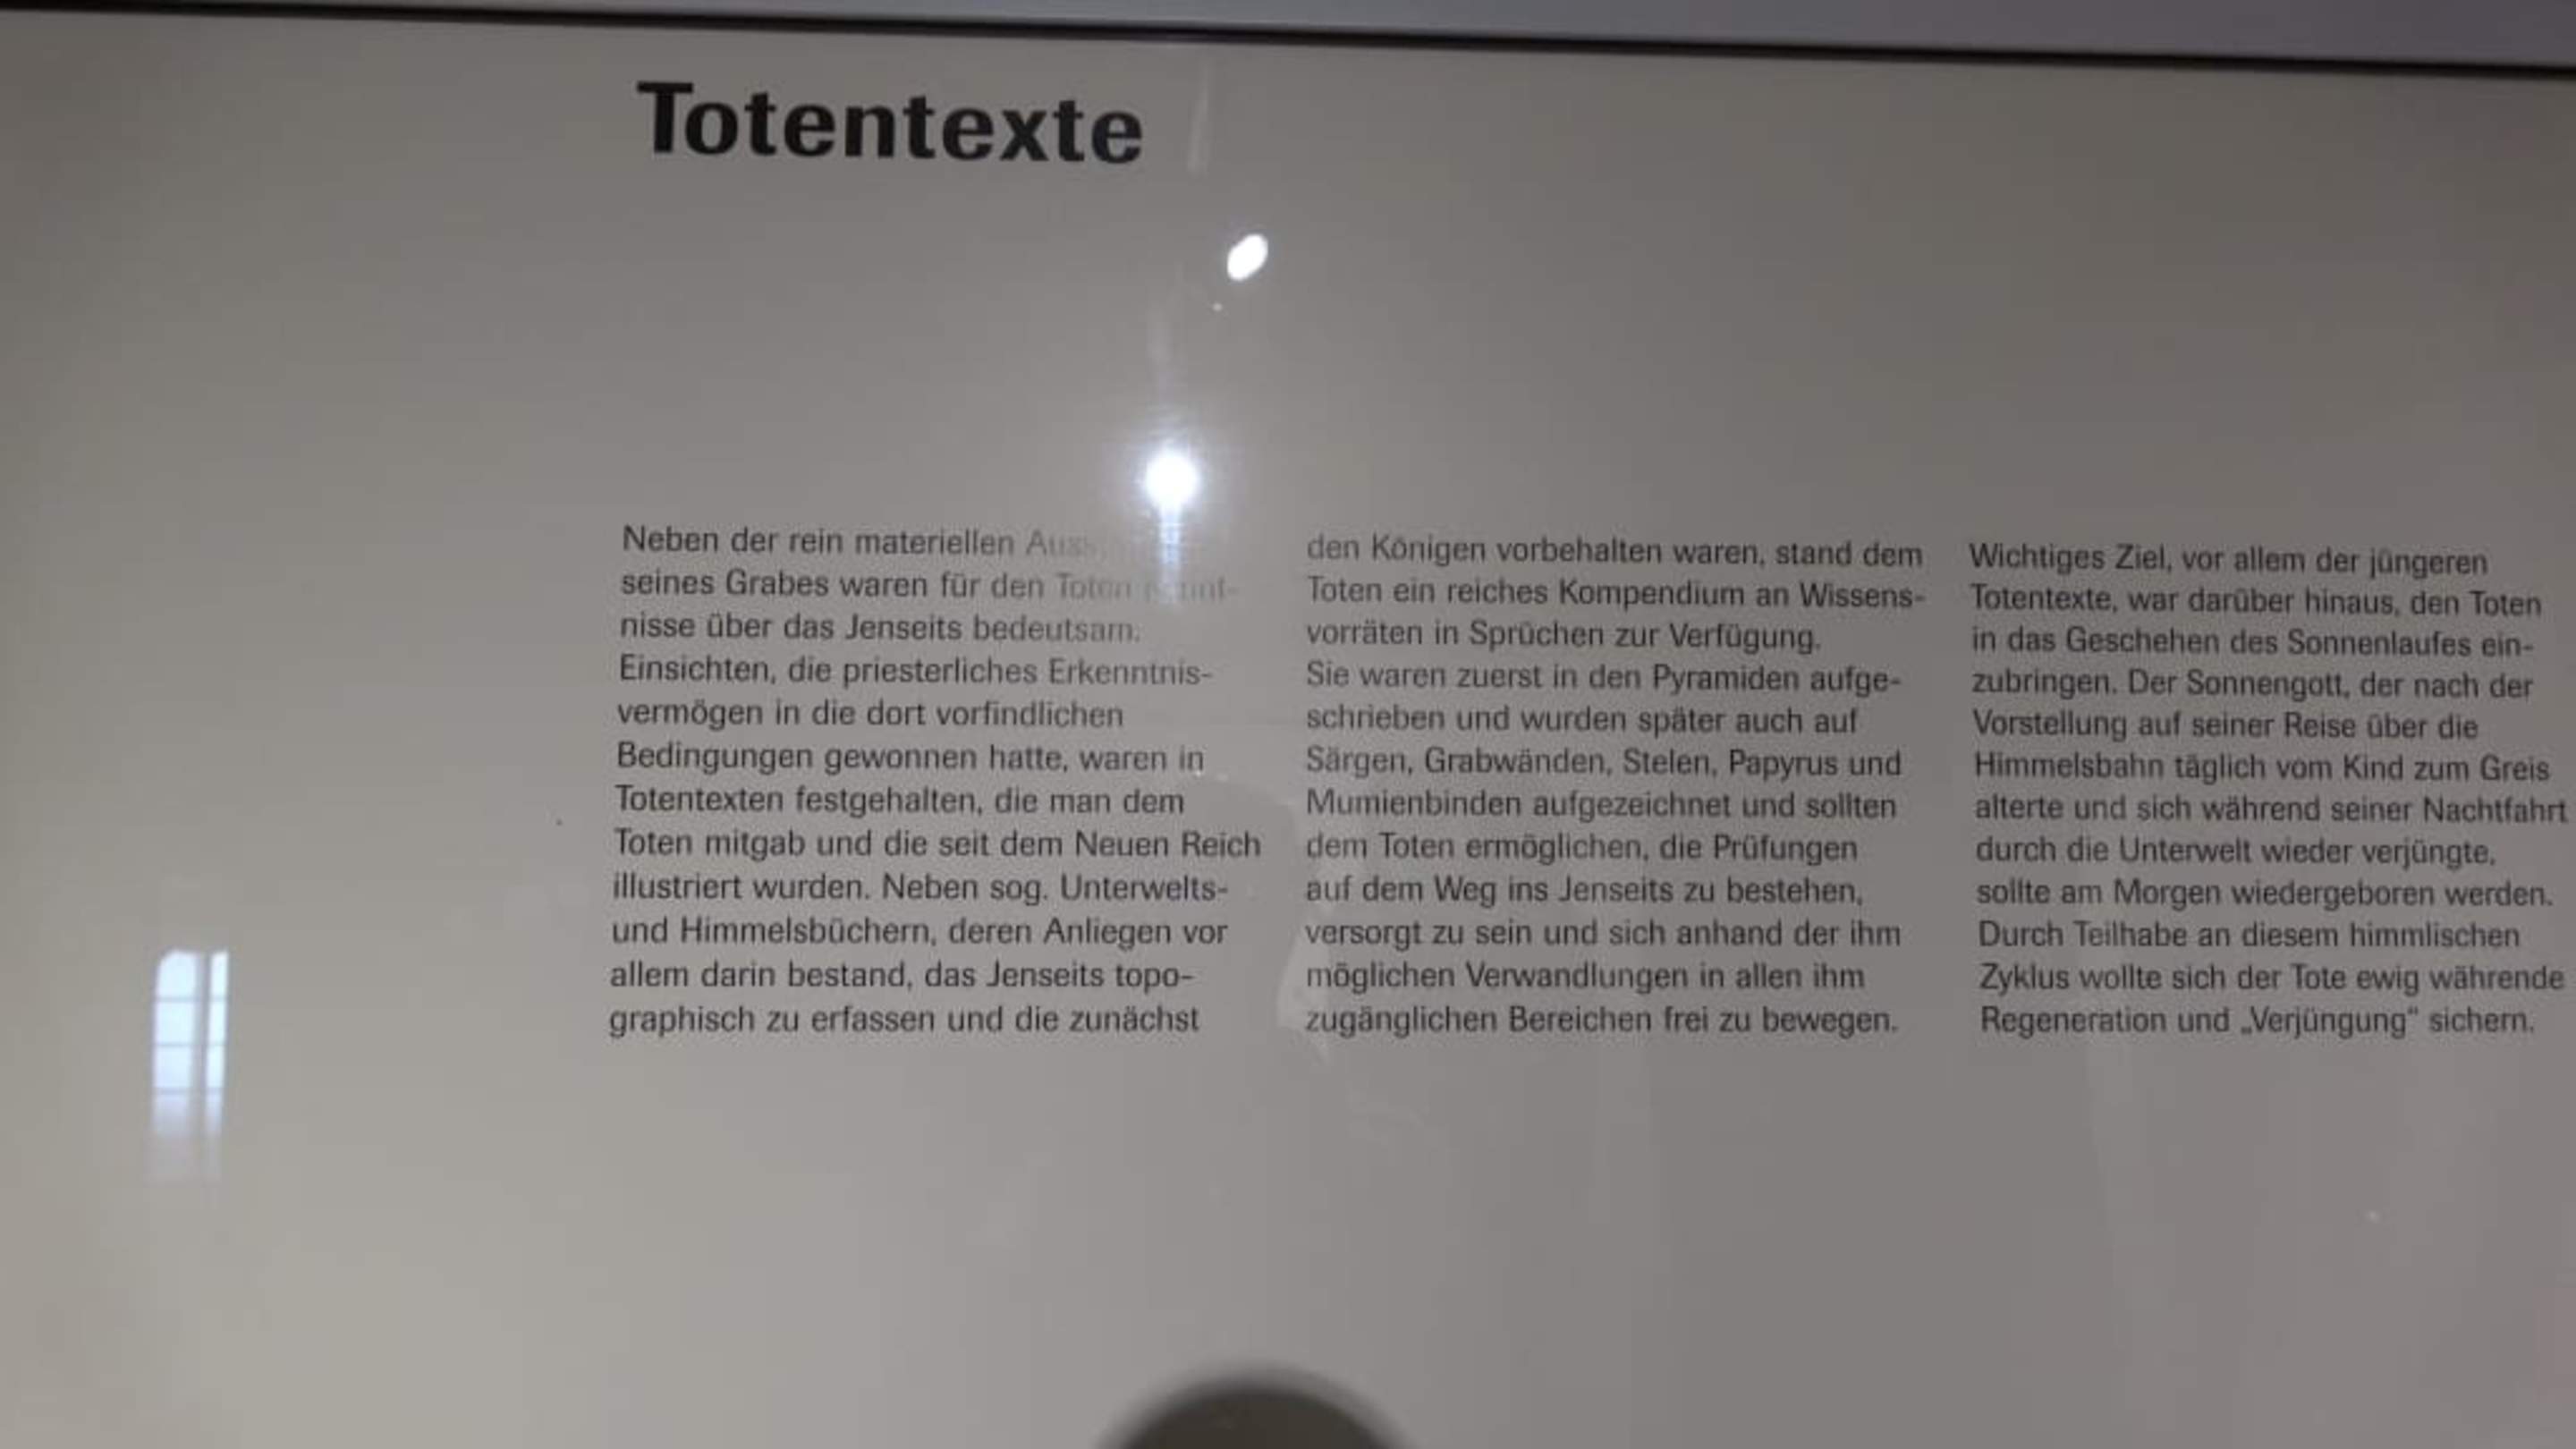 Totentexte
Neben der rein materiellen
seines Grabes waren für den Toten
nisse über das Jenseits bedeutsam.
Einsichten, die priesterliches Erkenntnis-
vermögen in die dort vorfindlichen
Bedingungen gewonnen hatte, waren in
Totentexten festgehalten, die man dem
Toten mitgab und die seit dem Neuen Reich
illustriert wurden. Neben sog. Unterwelts-
und Himmelsbüchern, deren Anliegen vor
allem darin bestand, das Jenseits topo-
graphisch zu erfassen und die zunächst
den Königen vorbehalten waren, stand dem
Toten ein reiches Kompendium an Wissens-
vorräten in Sprüchen zur Verfügung.
Sie waren zuerst in den Pyramiden aufge-
schrieben und wurden später auch auf
Särgen, Grabwänden, Stelen, Papyrus und
Mumienbinden aufgezeichnet und sollten
dem Toten ermöglichen, die Prüfungen
auf dem Weg ins Jenseits zu bestehen,
versorgt zu sein und sich anhand der ihm
möglichen Verwandlungen in allen ihm
zugänglichen Bereichen frei zu bewegen.
Wichtiges Ziel, vor allem der jüngeren
Totentexte, war darüber hinaus, den Toten
in das Geschehen des Sonnenlaufes ein-
zubringen. Der Sonnengott, der nach der
Vorstellung auf seiner Reise über die
Himmelsbahn täglich vom Kind zum Greis
alterte und sich während seiner Nachtfahrt
durch die Unterwelt wieder verjüngte,
sollte am Morgen wiedergeboren werden.
Durch Teilhabe an diesem himmlischen
Zyklus wollte sich der Tote ewig währende
Regeneration und „Verjüngung“ sichern.